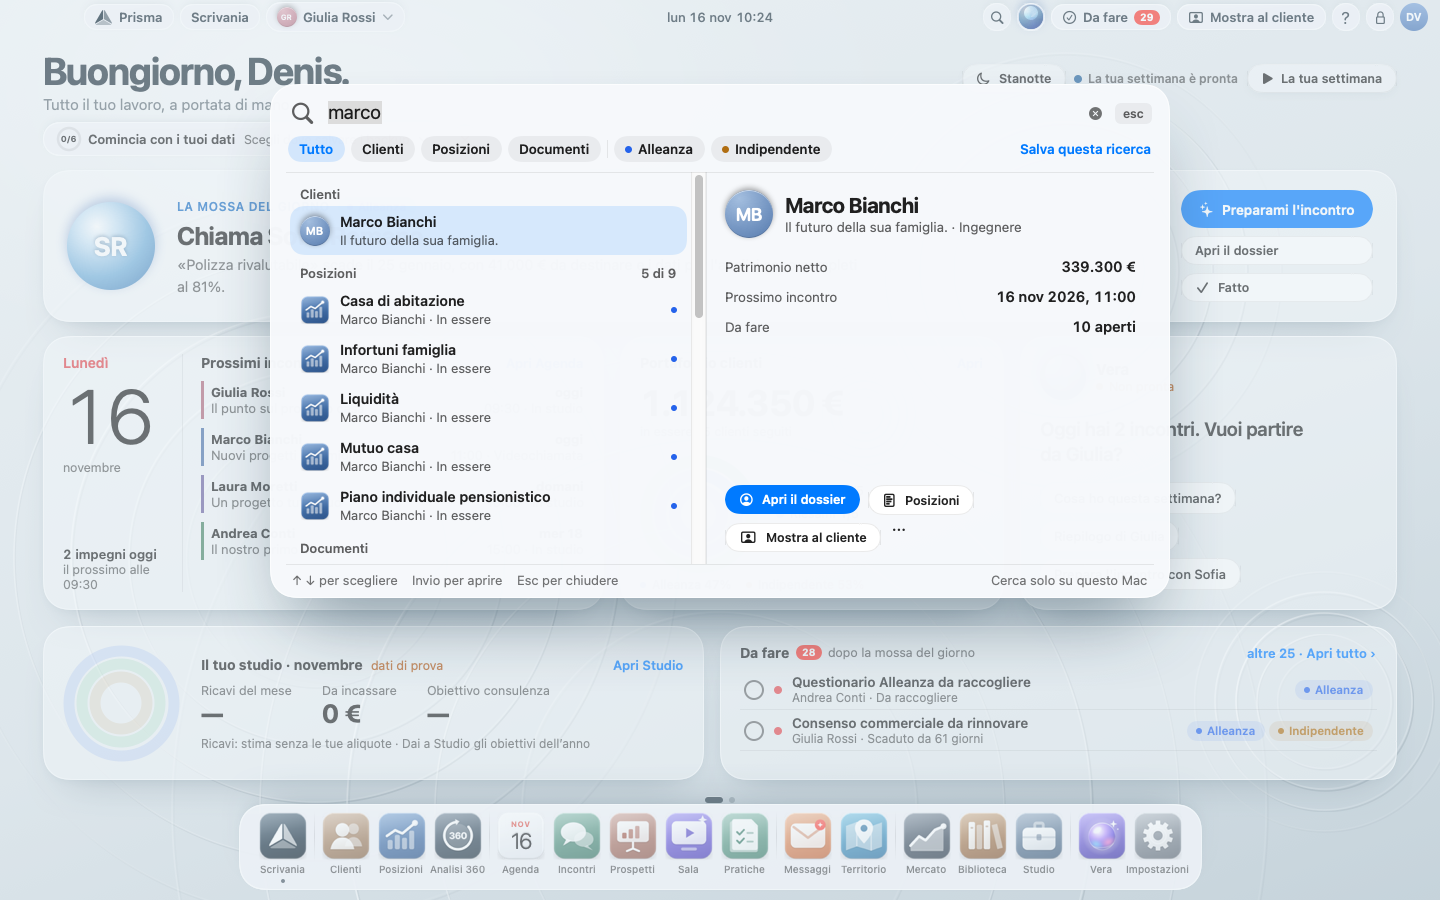 Prisma
Scrivania
GR Giulia Rossi
lun 16 nov 10:24
Da fare 29
Mostra al cliente
?
DV
Buongiorno, Denis.
Tutto il tuo lavoro, a portata di
Stanotte
La tua settimana è pronta
La tua settimana
0/6 Comincia con i tuoi dati
marco
esc
Tutto
Clienti
Posizioni
Documenti
Alleanza
Indipendente
Salva questa ricerca
SR
LA MOSSA DEL
Chiama
«Polizza
al 81%.
Preparami l'incontro
Apri il dossier
Fatto
Clienti
MB
Marco Bianchi
Il futuro della sua famiglia.
Posizioni
5 di 9
Casa di abitazione
Marco Bianchi · In essere
Infortuni famiglia
Marco Bianchi · In essere
Liquidità
Marco Bianchi · In essere
Mutuo casa
Marco Bianchi · In essere
Piano individuale pensionistico
Marco Bianchi · In essere
Documenti
MB
Marco Bianchi
Il futuro della sua famiglia. · Ingegnere
Patrimonio netto
339.300 €
Prossimo incontro
16 nov 2026, 11:00
Da fare
10 aperti
Apri il dossier
Posizioni
Mostra al cliente
...
↑ ↓ per scegliere
Invio per aprire
Esc per chiudere
Cerca solo su questo Mac
Lunedì
16
novembre
2 impegni oggi
il prossimo alle
09:30
Prossimi
Giulia
Il punto
Marco
Nuovi
Laura
Un
Andrea
Il nostro
Vuoi partire
con Sofia
Il tuo studio · novembre
dati di prova
Apri Studio
Ricavi del mese
Da incassare
Obiettivo consulenza
—
0 €
—
Ricavi: stima senza le tue aliquote · Dai a Studio gli obiettivi dell'anno
Da fare 28 dopo la mossa del giorno
altre 25 · Apri tutto ›
Questionario Alleanza da raccogliere
Andrea Conti · Da raccogliere
Alleanza
Consenso commerciale da rinnovare
Giulia Rossi · Scaduto da 61 giorni
Alleanza
Indipendente
360
NOV
16
Scrivania
Clienti
Posizioni
Analisi 360
Agenda
Incontri
Prospetti
Sala
Pratiche
Messaggi
Territorio
Mercato
Biblioteca
Studio
Vera
Impostazioni